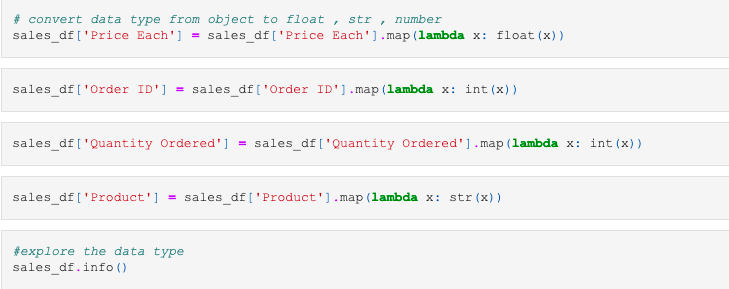 # convert data type from object to float , str , number
sales_df['Price Each'] = sales_df['Price Each'].map(lambda x: float(x))
sales_df['Order ID'] = sales_df['Order ID'].map(lambda x: int(x))
sales_df['Quantity Ordered'] = sales_df['Quantity Ordered'].map(lambda x: int(x))
sales_df['Product'] = sales_df['Product'].map(lambda x: str(x))
#explore the data type
sales_df.info()